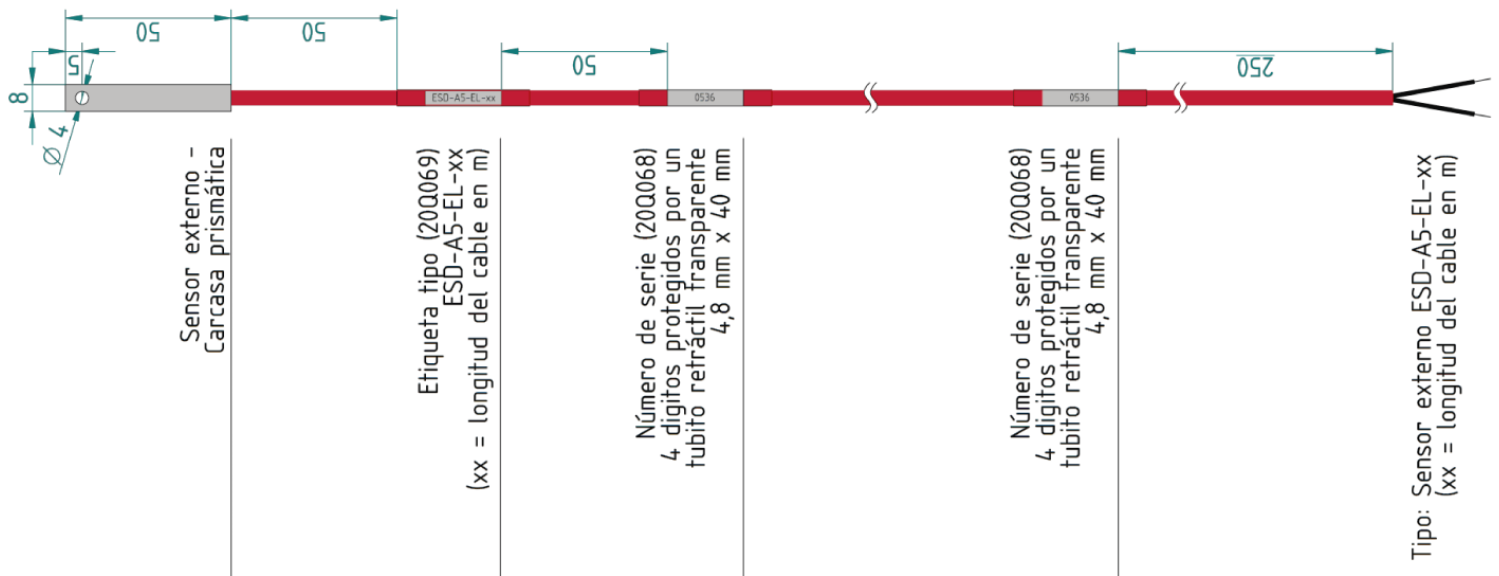 50
50
50
250
5
8
Ø 4
ESD-A5-EL-xx
0536
0536
Sensor externo -
Carcasa prismática
Etiqueta tipo (20Q069)
ESD-A5-EL-xx
(xx = longitud del cable en m)
Número de serie (20Q068)
4 digitos protegidos por un
tubito retráctil transparente
4,8 mm x 40 mm
Número de serie (20Q068)
4 digitos protegidos por un
tubito retráctil transparente
4,8 mm x 40 mm
Tipo: Sensor externo ESD-A5-EL-xx
(xx = longitud del cable en m)